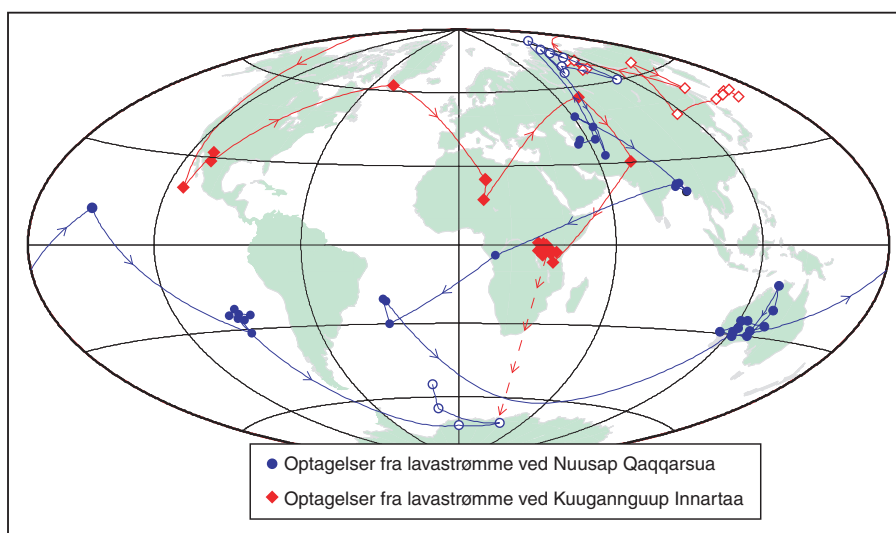 Optagelser fra lavastrømme ved Nuusap Qaqqarsua
Optagelser fra lavastrømme ved Kuugannguup Innartaa